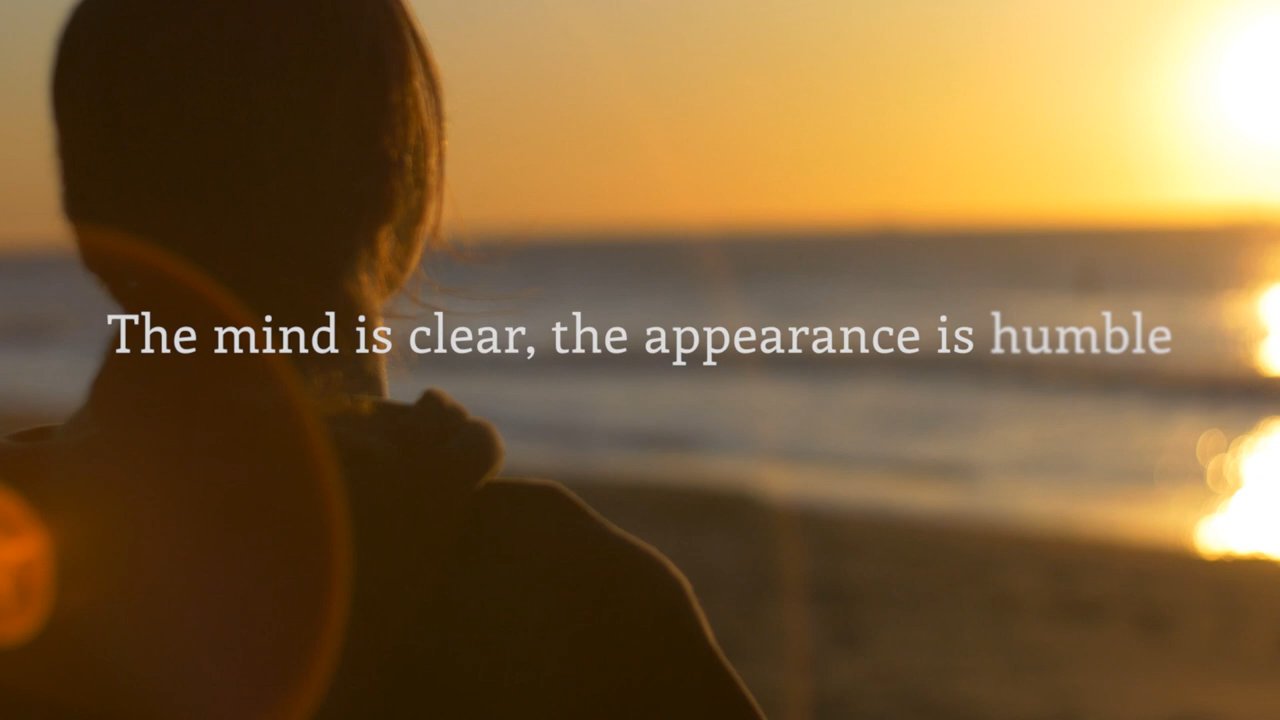 The mind is clear, the appearance is humble